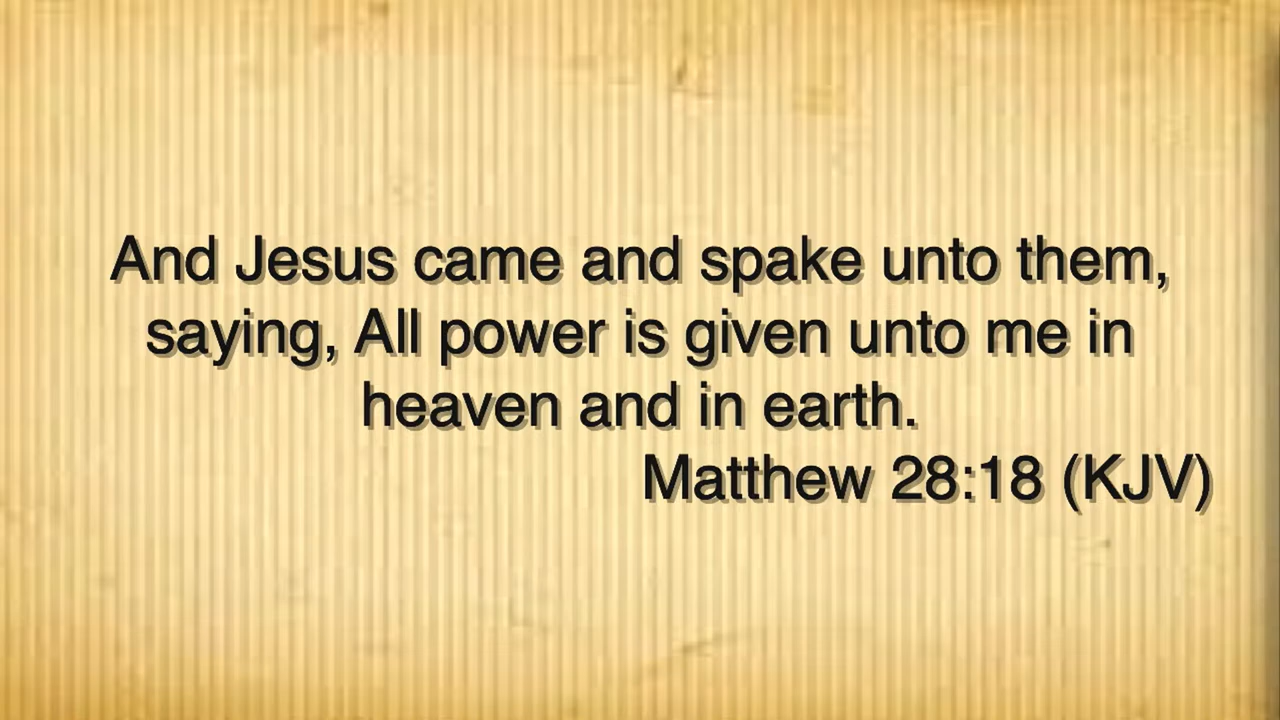 And Jesus came and spake unto them,
saying, All power is given unto me in
heaven and in earth.
Matthew 28:18 (KJV)